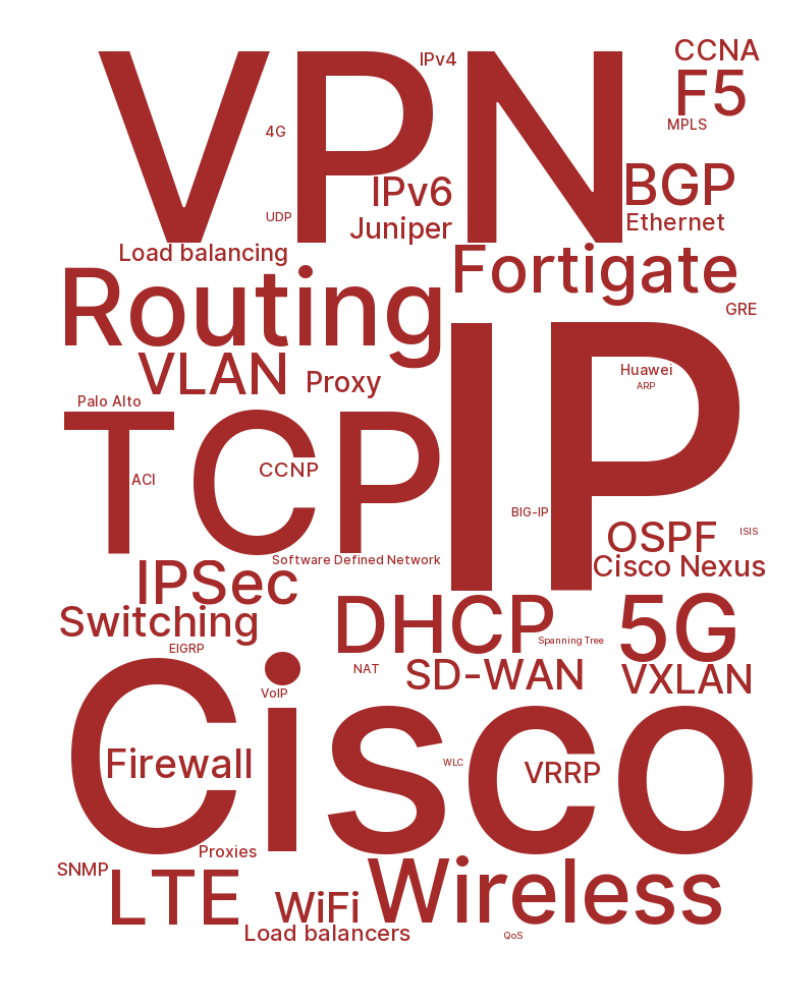 CCNA
VPN
IPv4
F5
MPLS
4G
BGP
IPv6
UDP
Ethernet
Juniper
Load balancing
Fortigate
Routing
GRE
IP
VLAN
Proxy
Huawei
ARP
Palo Alto
TCP
CCNP
ACI
BIG-IP
ISIS
OSPF
Software Defined Network
Cisco Nexus
IPSec
Switching
DHCP
5G
Spanning Tree
EIGRP
NAT
SD-WAN
VXLAN
VoIP
Cisco
Firewall
WLC
VRRP
Proxies
SNMP
LTE
WiFi
Wireless
Load balancers
QoS